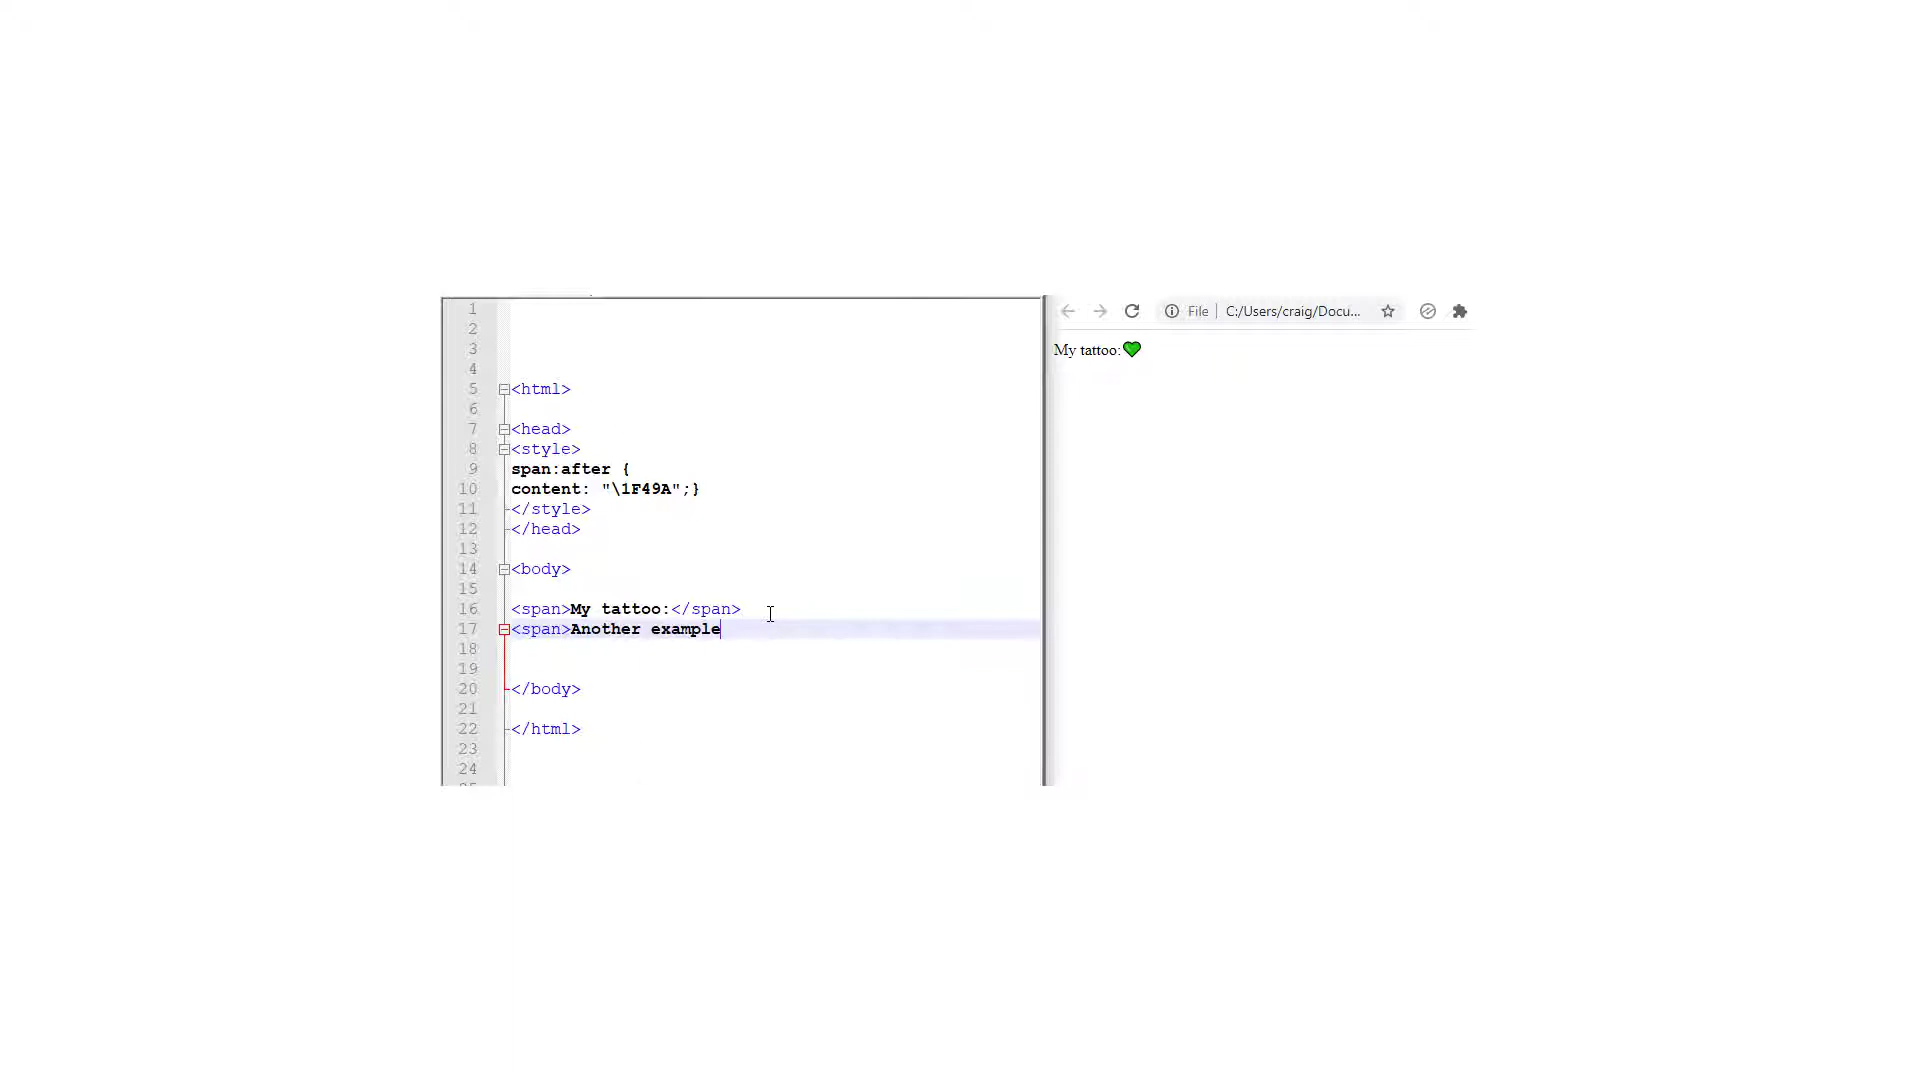 1
2
3
4
5 <html>
6
7 <head>
8 <style>
9 span:after {
10 content: "\1F49A";}
11 </style>
12 </head>
13
14 <body>
15
16 <span>My tattoo:</span>
17 <span>Another example
18
19
20 </body>
21
22 </html>
23
24
File C:/Users/craig/Docu...
My tattoo:💚